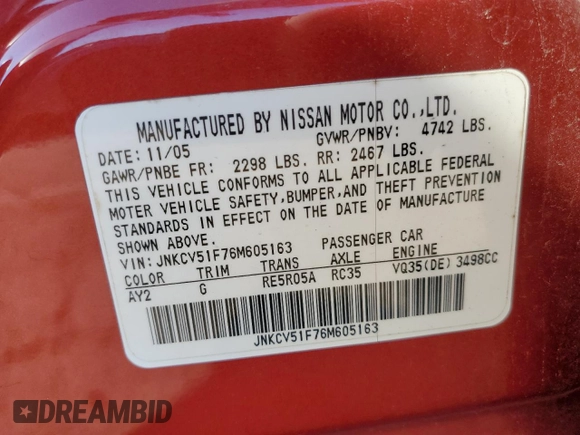 MANUFACTURED BY NISSAN MOTOR CO.,LTD.
DATE: 11/05 GVWR/PNBV: 4742 LBS.
GAWR/PNBE FR: 2298 LBS. RR: 2467 LBS.
THIS VEHICLE CONFORMS TO ALL APPLICABLE FEDERAL
MOTER VEHICLE SAFETY,BUMPER,AND THEFT PREVENTION
STANDARDS IN EFFECT ON THE DATE OF MANUFACTURE
SHOWN ABOVE.
VIN: JNKCV51F76M605163 PASSENGER CAR
COLOR TRIM TRANS AXLE ENGINE
AY2 G RE5R05A RC35 VQ35(DE) 3498CC
JNKCV51F76M605163
DREAMBID